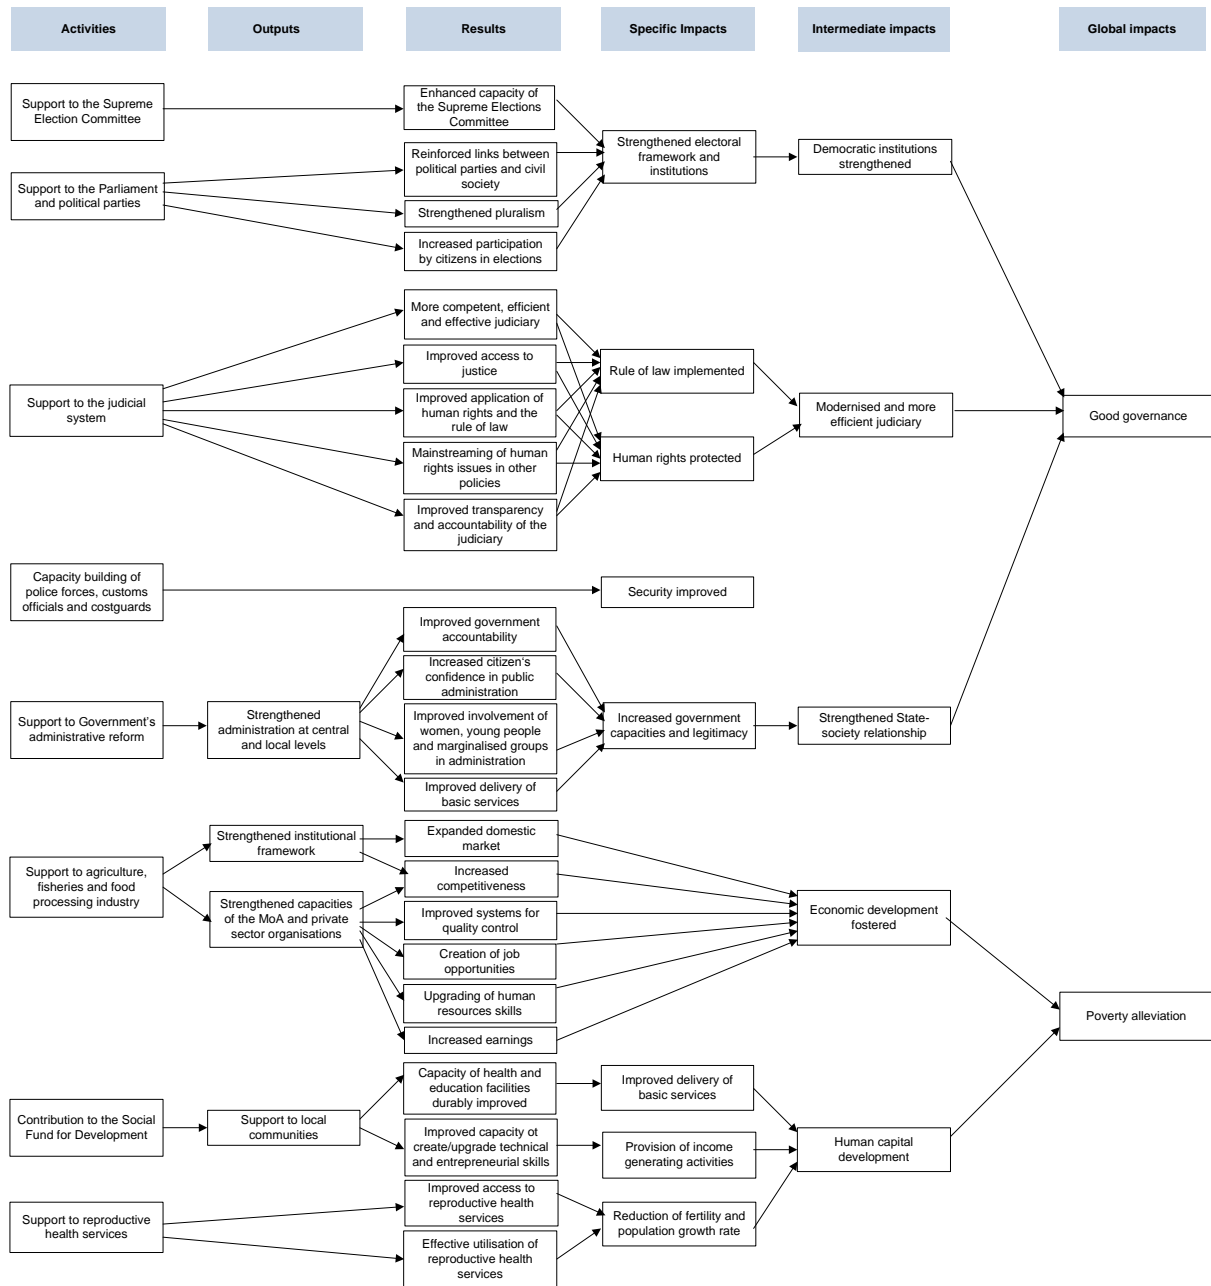 Activities
Outputs
Results
Specific Impacts
Intermediate impacts
Global impacts
Support to the Supreme
Election Committee
Enhanced capacity of
the Supreme Elections
Committee
Strengthened electoral
framework and
institutions
Democratic institutions
strengthened
Support to the Parliament
and political parties
Reinforced links between
political parties and civil
society
Strengthened pluralism
Increased participation
by citizens in elections
Support to the judicial
system
More competent, efficient
and effective judiciary
Improved access to
justice
Improved application of
human rights and the
rule of law
Mainstreaming of human
rights issues in other
policies
Improved transparency
and accountability of the
judiciary
Rule of law implemented
Human rights protected
Modernised and more
efficient judiciary
Good governance
Capacity building of
police forces, customs
officials and costguards
Security improved
Support to Government's
administrative reform
Strengthened
administration at central
and local levels
Improved government
accountability
Increased citizen's
confidence in public
administration
Improved involvement of
women, young people
and marginalised groups
in administration
Improved delivery of
basic services
Increased government
capacities and legitimacy
Strengthened State-
society relationship
Support to agriculture,
fisheries and food
processing industry
Strengthened institutional
framework
Strengthened capacities
of the MoA and private
sector organisations
Expanded domestic
market
Increased
competitiveness
Improved systems for
quality control
Creation of job
opportunities
Upgrading of human
resources skills
Increased earnings
Economic development
fostered
Poverty alleviation
Contribution to the Social
Fund for Development
Support to local
communities
Capacity of health and
education facilities
durably improved
Improved capacity ot
create/upgrade technical
and entrepreneurial skills
Improved delivery of
basic services
Provision of income
generating activities
Human capital
development
Support to reproductive
health services
Improved access to
reproductive health
services
Effective utilisation of
reproductive health
services
Reduction of fertility and
population growth rate